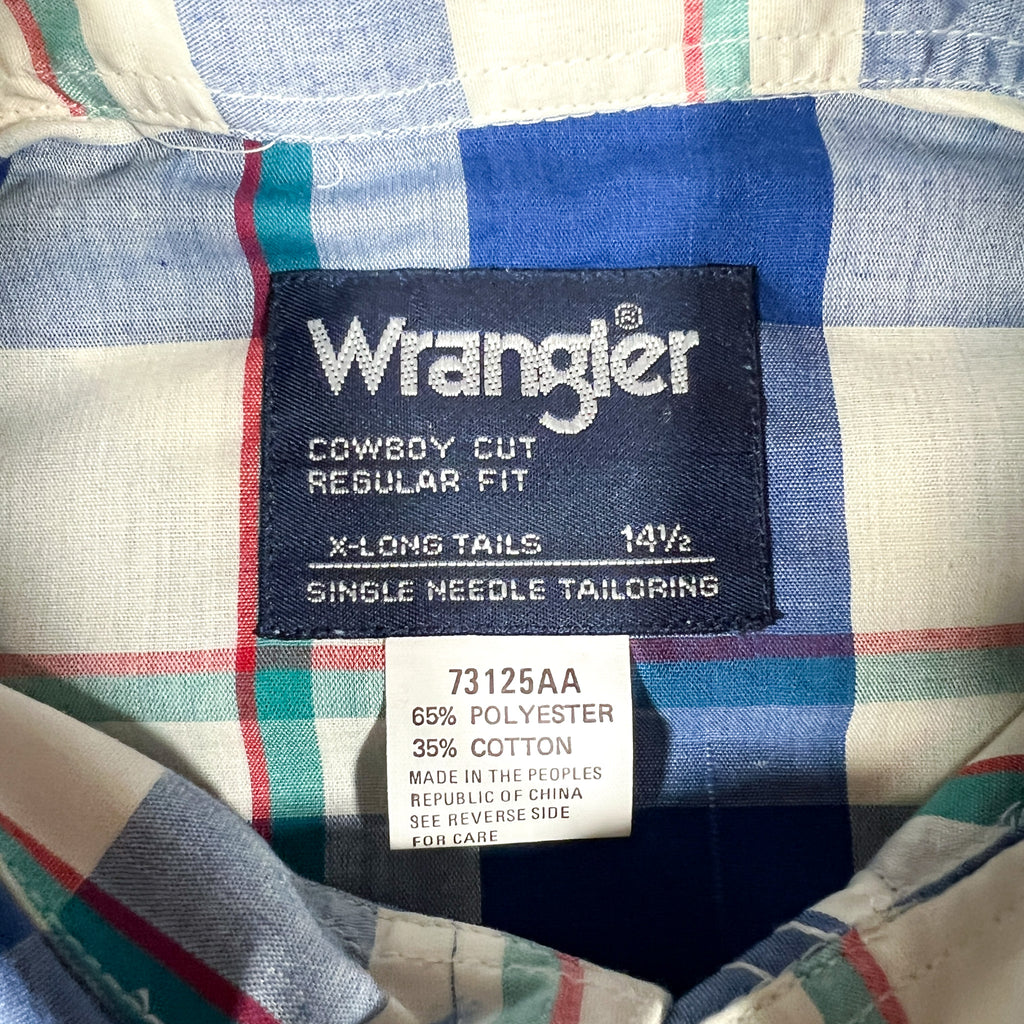 Wrangler®
COWBOY CUT
REGULAR FIT
X-LONG TAILS 14½
SINGLE NEEDLE TAILORING
73125AA
65% POLYESTER
35% COTTON
MADE IN THE PEOPLES
REPUBLIC OF CHINA
SEE REVERSE SIDE
FOR CARE